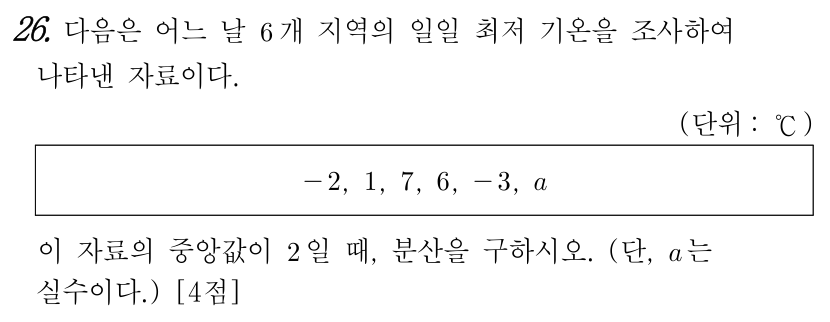 26. 다음은 어느 날 6개 지역의 일일 최저 기온을 조사하여
나타낸 자료이다.
(단위 : ℃)
-2, 1, 7, 6, -3, a
이 자료의 중앙값이 2일 때, 분산을 구하시오. (단, a는
실수이다.) [4점]